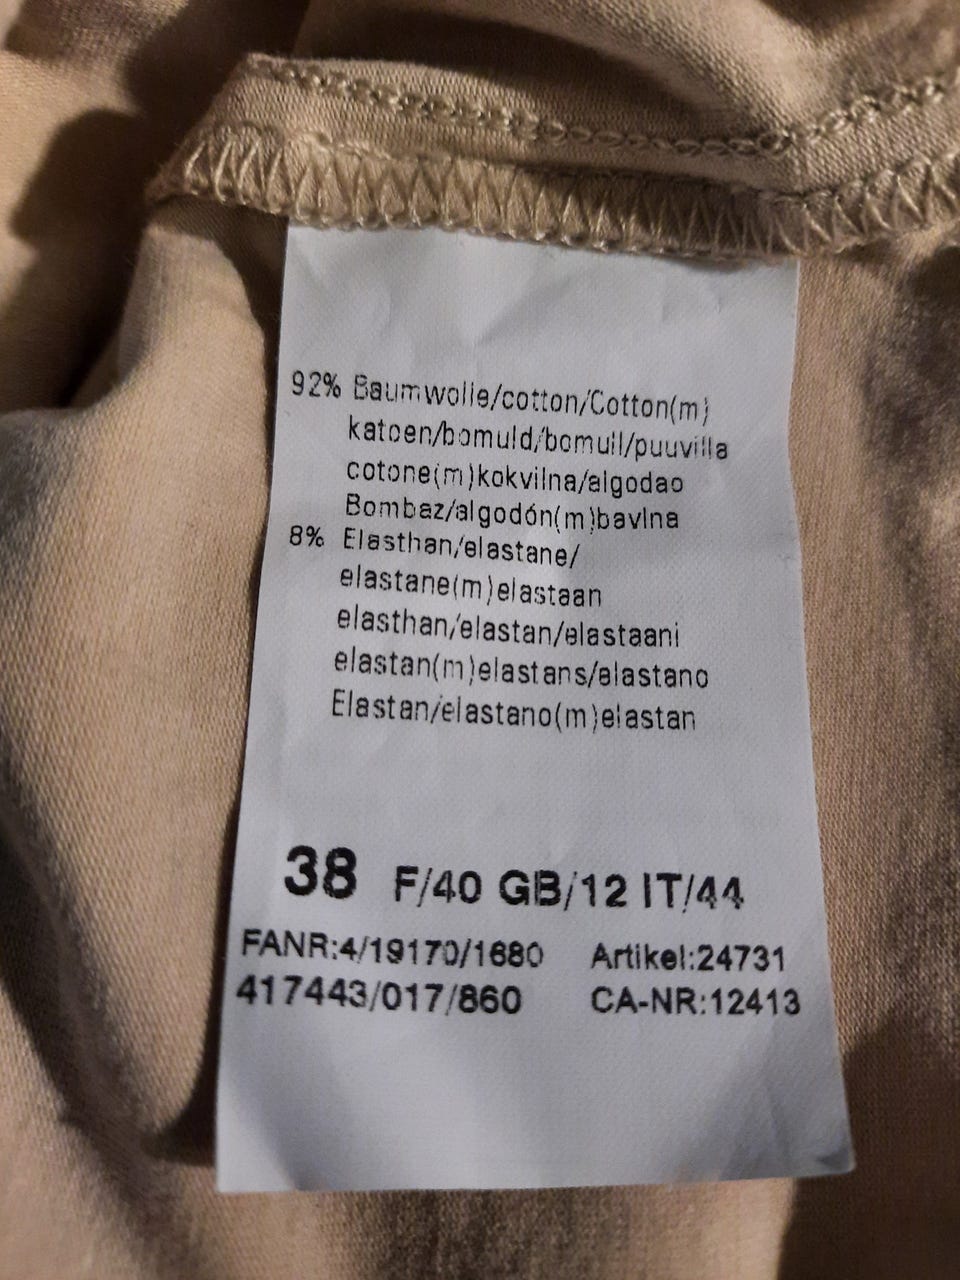 92% Baumwolle/cotton/Cotton(m)
katoen/bomuld/bomull/puuvilla
cotone(m)kokvilna/algodao
Bombaz/algodón(m)bavlna
8% Elasthan/elastane/
elastane(m)elastaan
elasthan/elastan/elastaani
elastan(m)elastans/elastano
Elastan/elastano(m)elastan
38 F/40 GB/12 IT/44
FANR:4/19170/1680 Artikel:24731
417443/017/860 CA-NR:12413